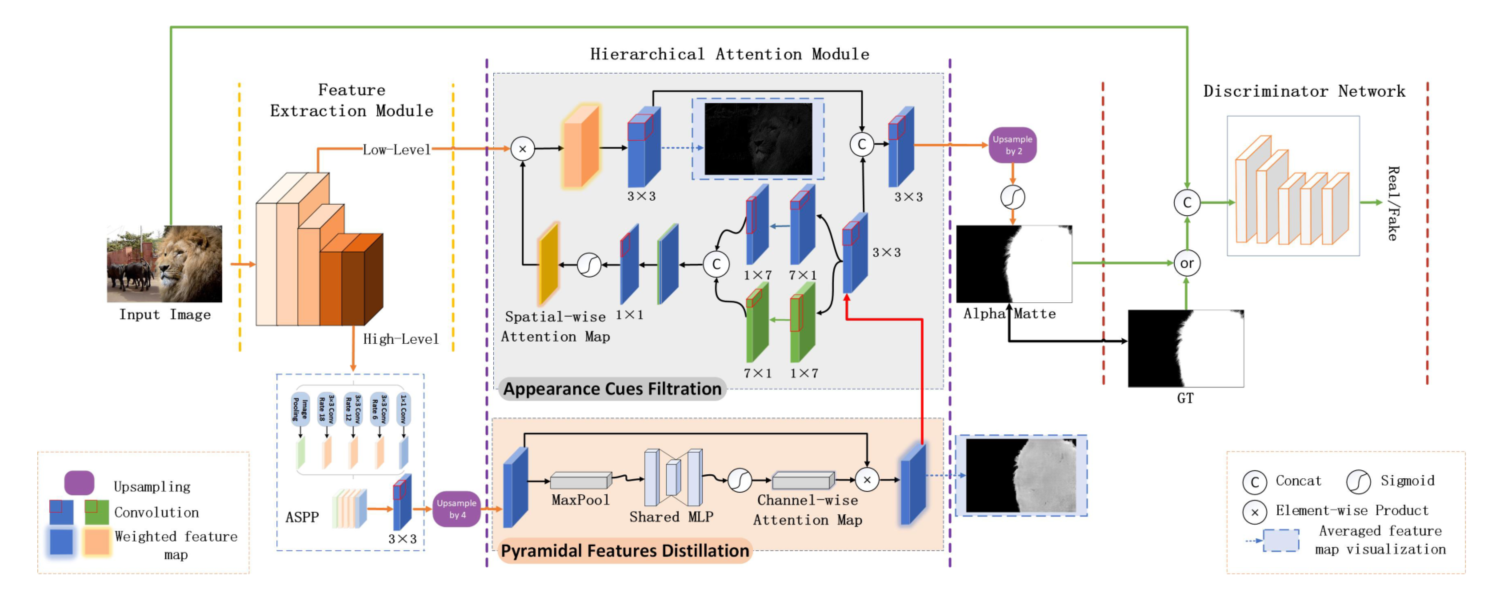 Hierarchical Attention Module
Feature
Extraction Module
Discriminator Network
Low-Level
Upsample
by 2
C
3×3
3×3
Real/Fake
C
3×3
1×7
7×1
C
or
Input Image
Spatial-wise
Attention Map
1×1
Alpha Matte
High-Level
7×1
1×7
GT
Appearance Cues Filtration
Image
Pooling
3×3 Conv
Rate 18
3×3 Conv
Rate 12
3×3 Conv
Rate 6
1×1 Conv
Upsampling
Convolution
Weighted feature
map
ASPP
3×3
Upsample
by 4
MaxPool
Shared MLP
Channel-wise
Attention Map
Pyramidal Features Distillation
C Concat
Sigmoid
Element-wise Product
Averaged feature
map visualization